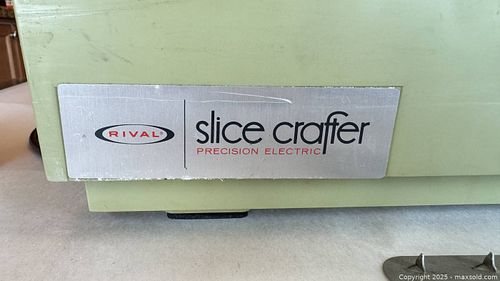 RIVAL®
slice crafter
PRECISION ELECTRIC
Copyright 2025 - maxsold.com